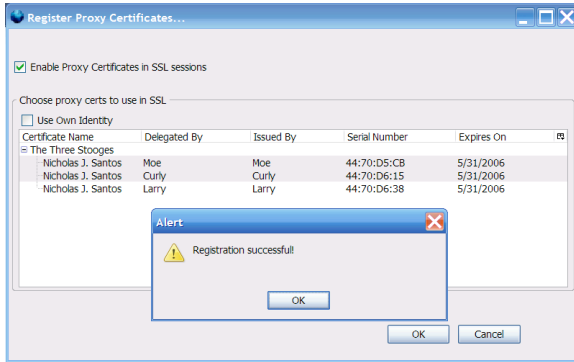 Register Proxy Certificates...
Enable Proxy Certificates in SSL sessions
Choose proxy certs to use in SSL
Use Own Identity
Certificate Name Delegated By Issued By Serial Number Expires On
The Three Stooges
Nicholas J. Santos Moe Moe 44:70:D5:CB 5/31/2006
Nicholas J. Santos Curly Curly 44:70:D6:15 5/31/2006
Nicholas J. Santos Larry Larry 44:70:D6:38 5/31/2006
Alert
Registration successful!
OK
OK Cancel